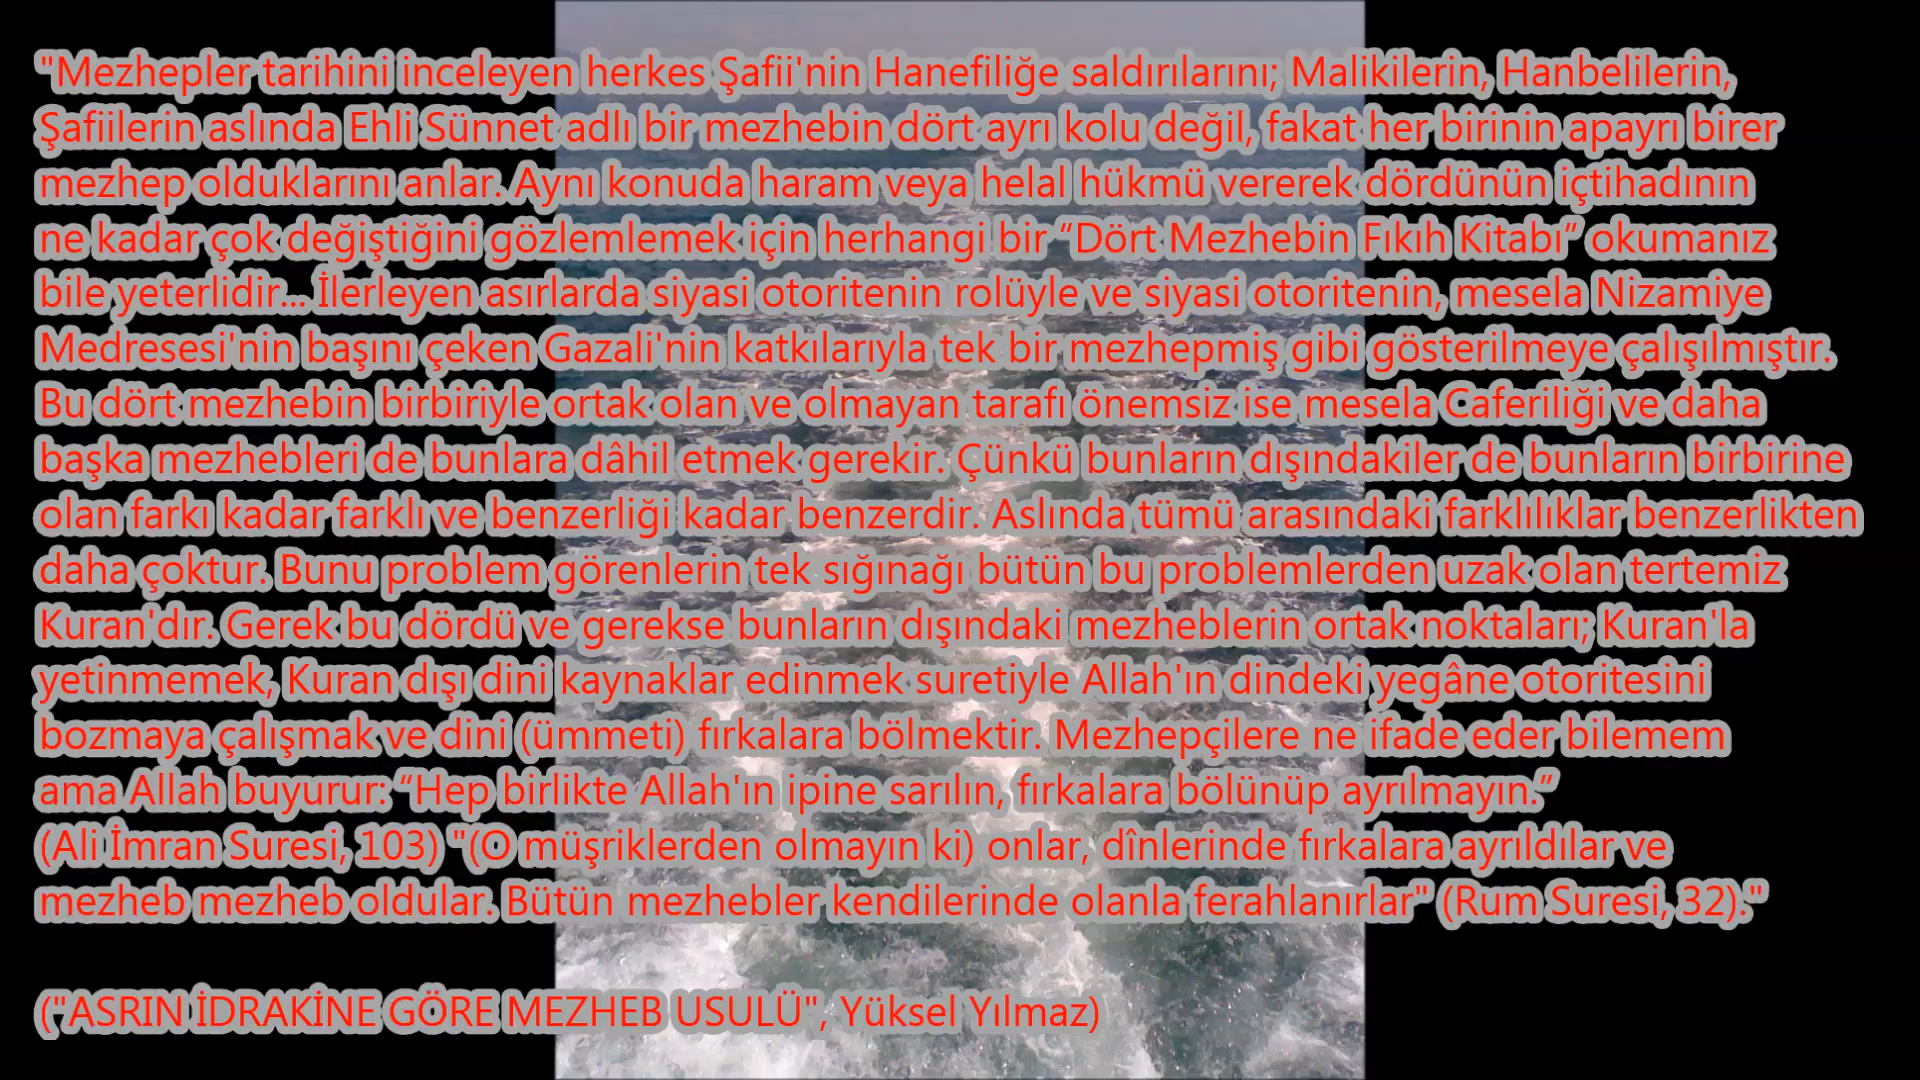 "Mezhepler tarihini inceleyen herkes Şafii'nin Hanefiliğe saldırılarını; Malikilerin, Hanbelilerin,
Şafiilerin aslında Ehli Sünnet adlı bir mezhebin dört ayrı kolu değil, fakat her birinin apayrı birer
mezhep olduklarını anlar. Aynı konuda haram veya helal hükmü vererek dördünün içtihadının
ne kadar çok değiştiğini gözlemlemek için herhangi bir “Dört Mezhebin Fıkıh Kitabı” okumanız
bile yeterlidir... İlerleyen asırlarda siyasi otoritenin rolüyle ve siyasi otoritenin, mesela Nizamiye
Medresesi'nin başını çeken Gazali'nin katkılarıyla tek bir mezhepmiş gibi gösterilmeye çalışılmıştır.
Bu dört mezhebin birbiriyle ortak olan ve olmayan tarafı önemsiz ise mesela Caferiliği ve daha
başka mezhebleri de bunlara dâhil etmek gerekir. Çünkü bunların dışındakiler de bunların birbirine
olan farkı kadar farklı ve benzerliği kadar benzerdir. Aslında tümü arasındaki farklılıklar benzerlikten
daha çoktur. Bunu problem görenlerin tek sığınağı bütün bu problemlerden uzak olan tertemiz
Kuran'dır. Gerek bu dördü ve gerekse bunların dışındaki mezheblerin ortak noktaları; Kuran'la
yetinmemek, Kuran dışı dini kaynaklar edinmek suretiyle Allah'ın dindeki yegâne otoritesini
bozmaya çalışmak ve dini (ümmeti) fırkalara bölmektir. Mezhepçilere ne ifade eder bilemem
ama Allah buyurur: “Hep birlikte Allah'ın ipine sarılın, fırkalara bölünüp ayrılmayın.”
(Ali İmran Suresi, 103) "(O müşriklerden olmayın ki) onlar, dînlerinde fırkalara ayrıldılar ve
mezheb mezheb oldular. Bütün mezhebler kendilerinde olanla ferahlanırlar" (Rum Suresi, 32)."
("ASRIN İDRAKİNE GÖRE MEZHEB USULÜ", Yüksel Yılmaz)